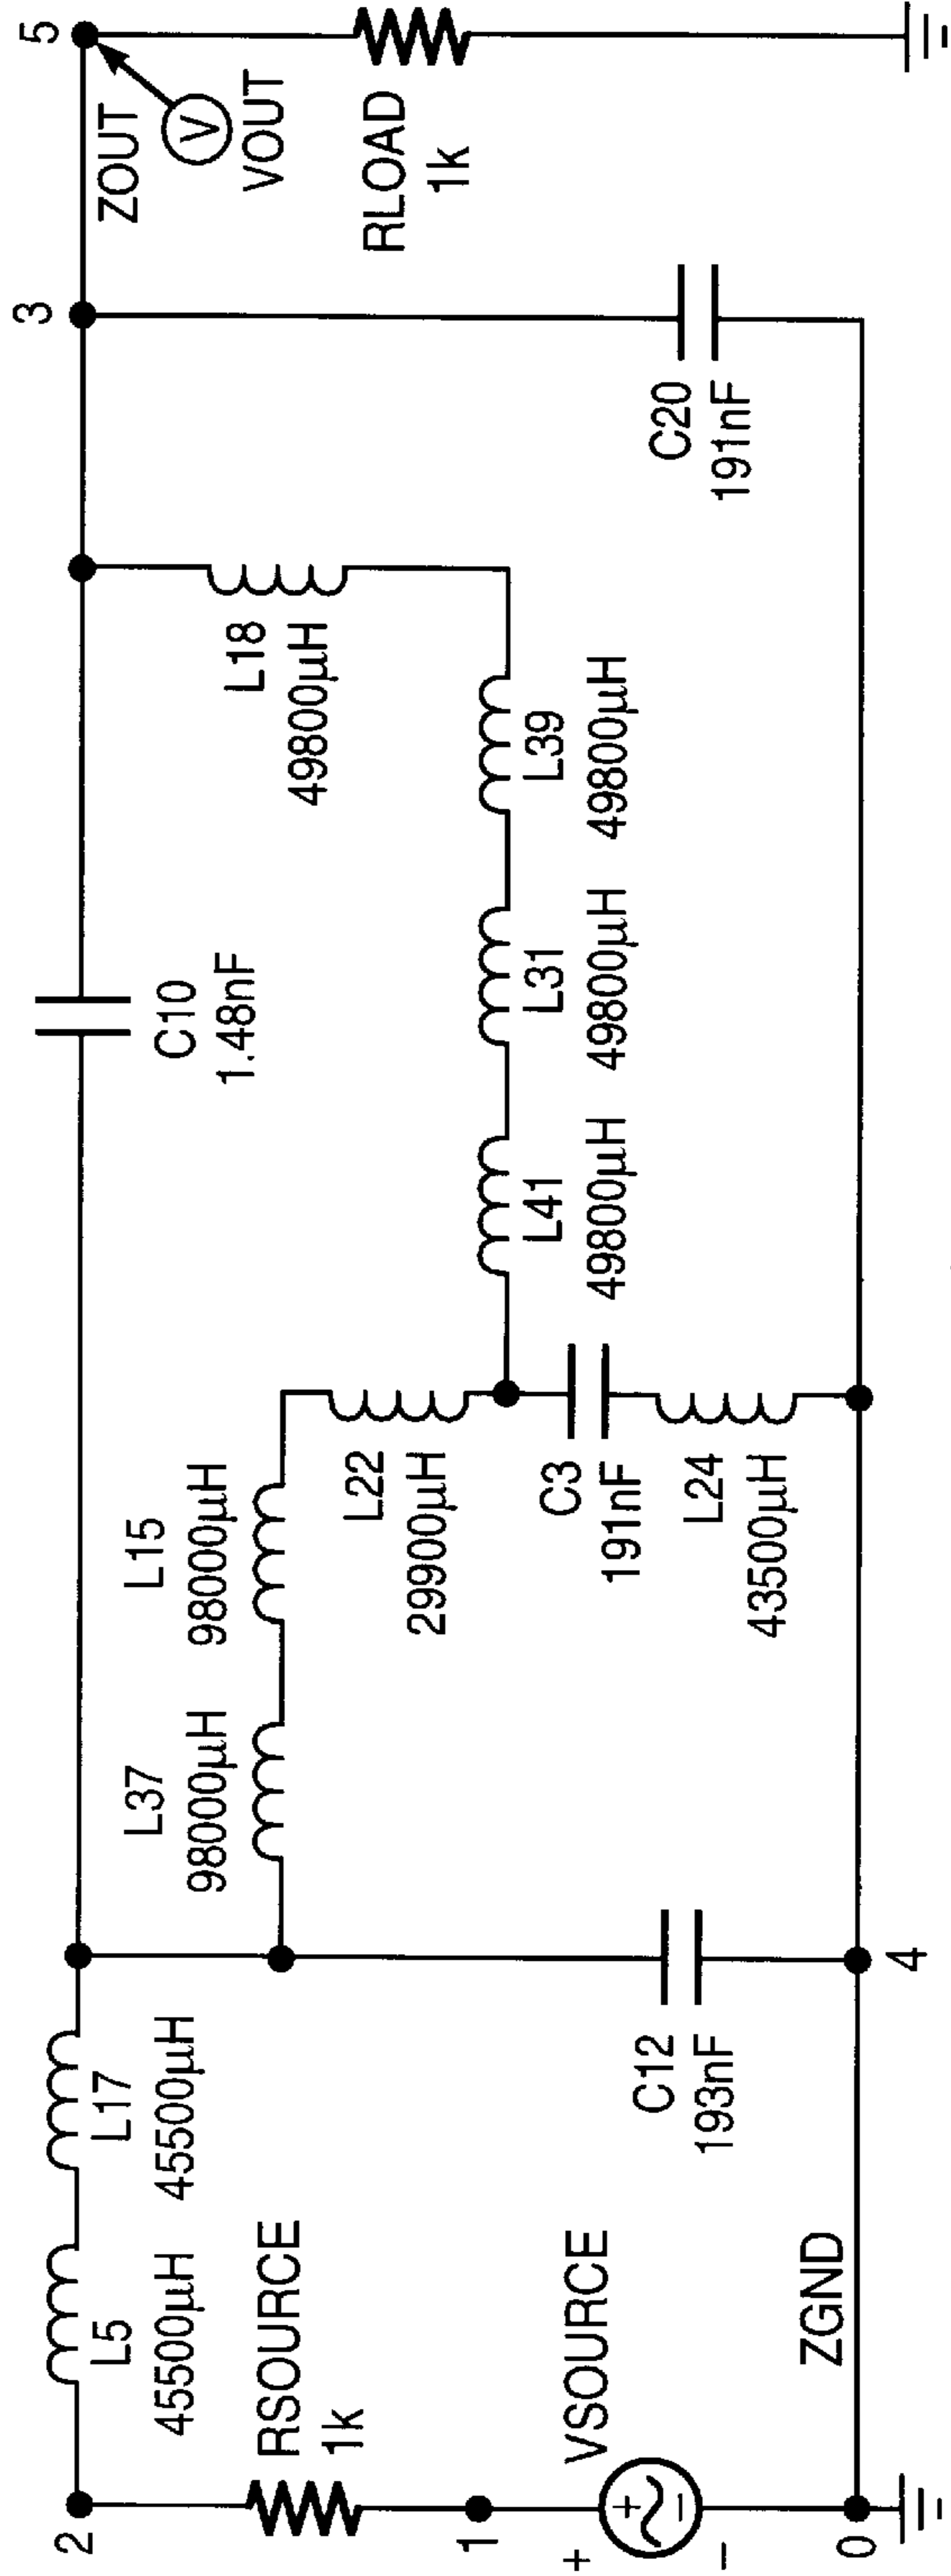 2
L5
45500µH
L17
45500µH
C10
1.48nF
3
ZOUT
5
V
VOUT
RSOURCE
1k
L37
98000µH
L15
98000µH
L22
29900µH
L18
49800µH
RLOAD
1k
1
L41
49800µH
L31
49800µH
L39
49800µH
+
VSOURCE
+
−
−
C12
193nF
C3
191nF
L24
43500µH
C20
191nF
ZGND
0
4